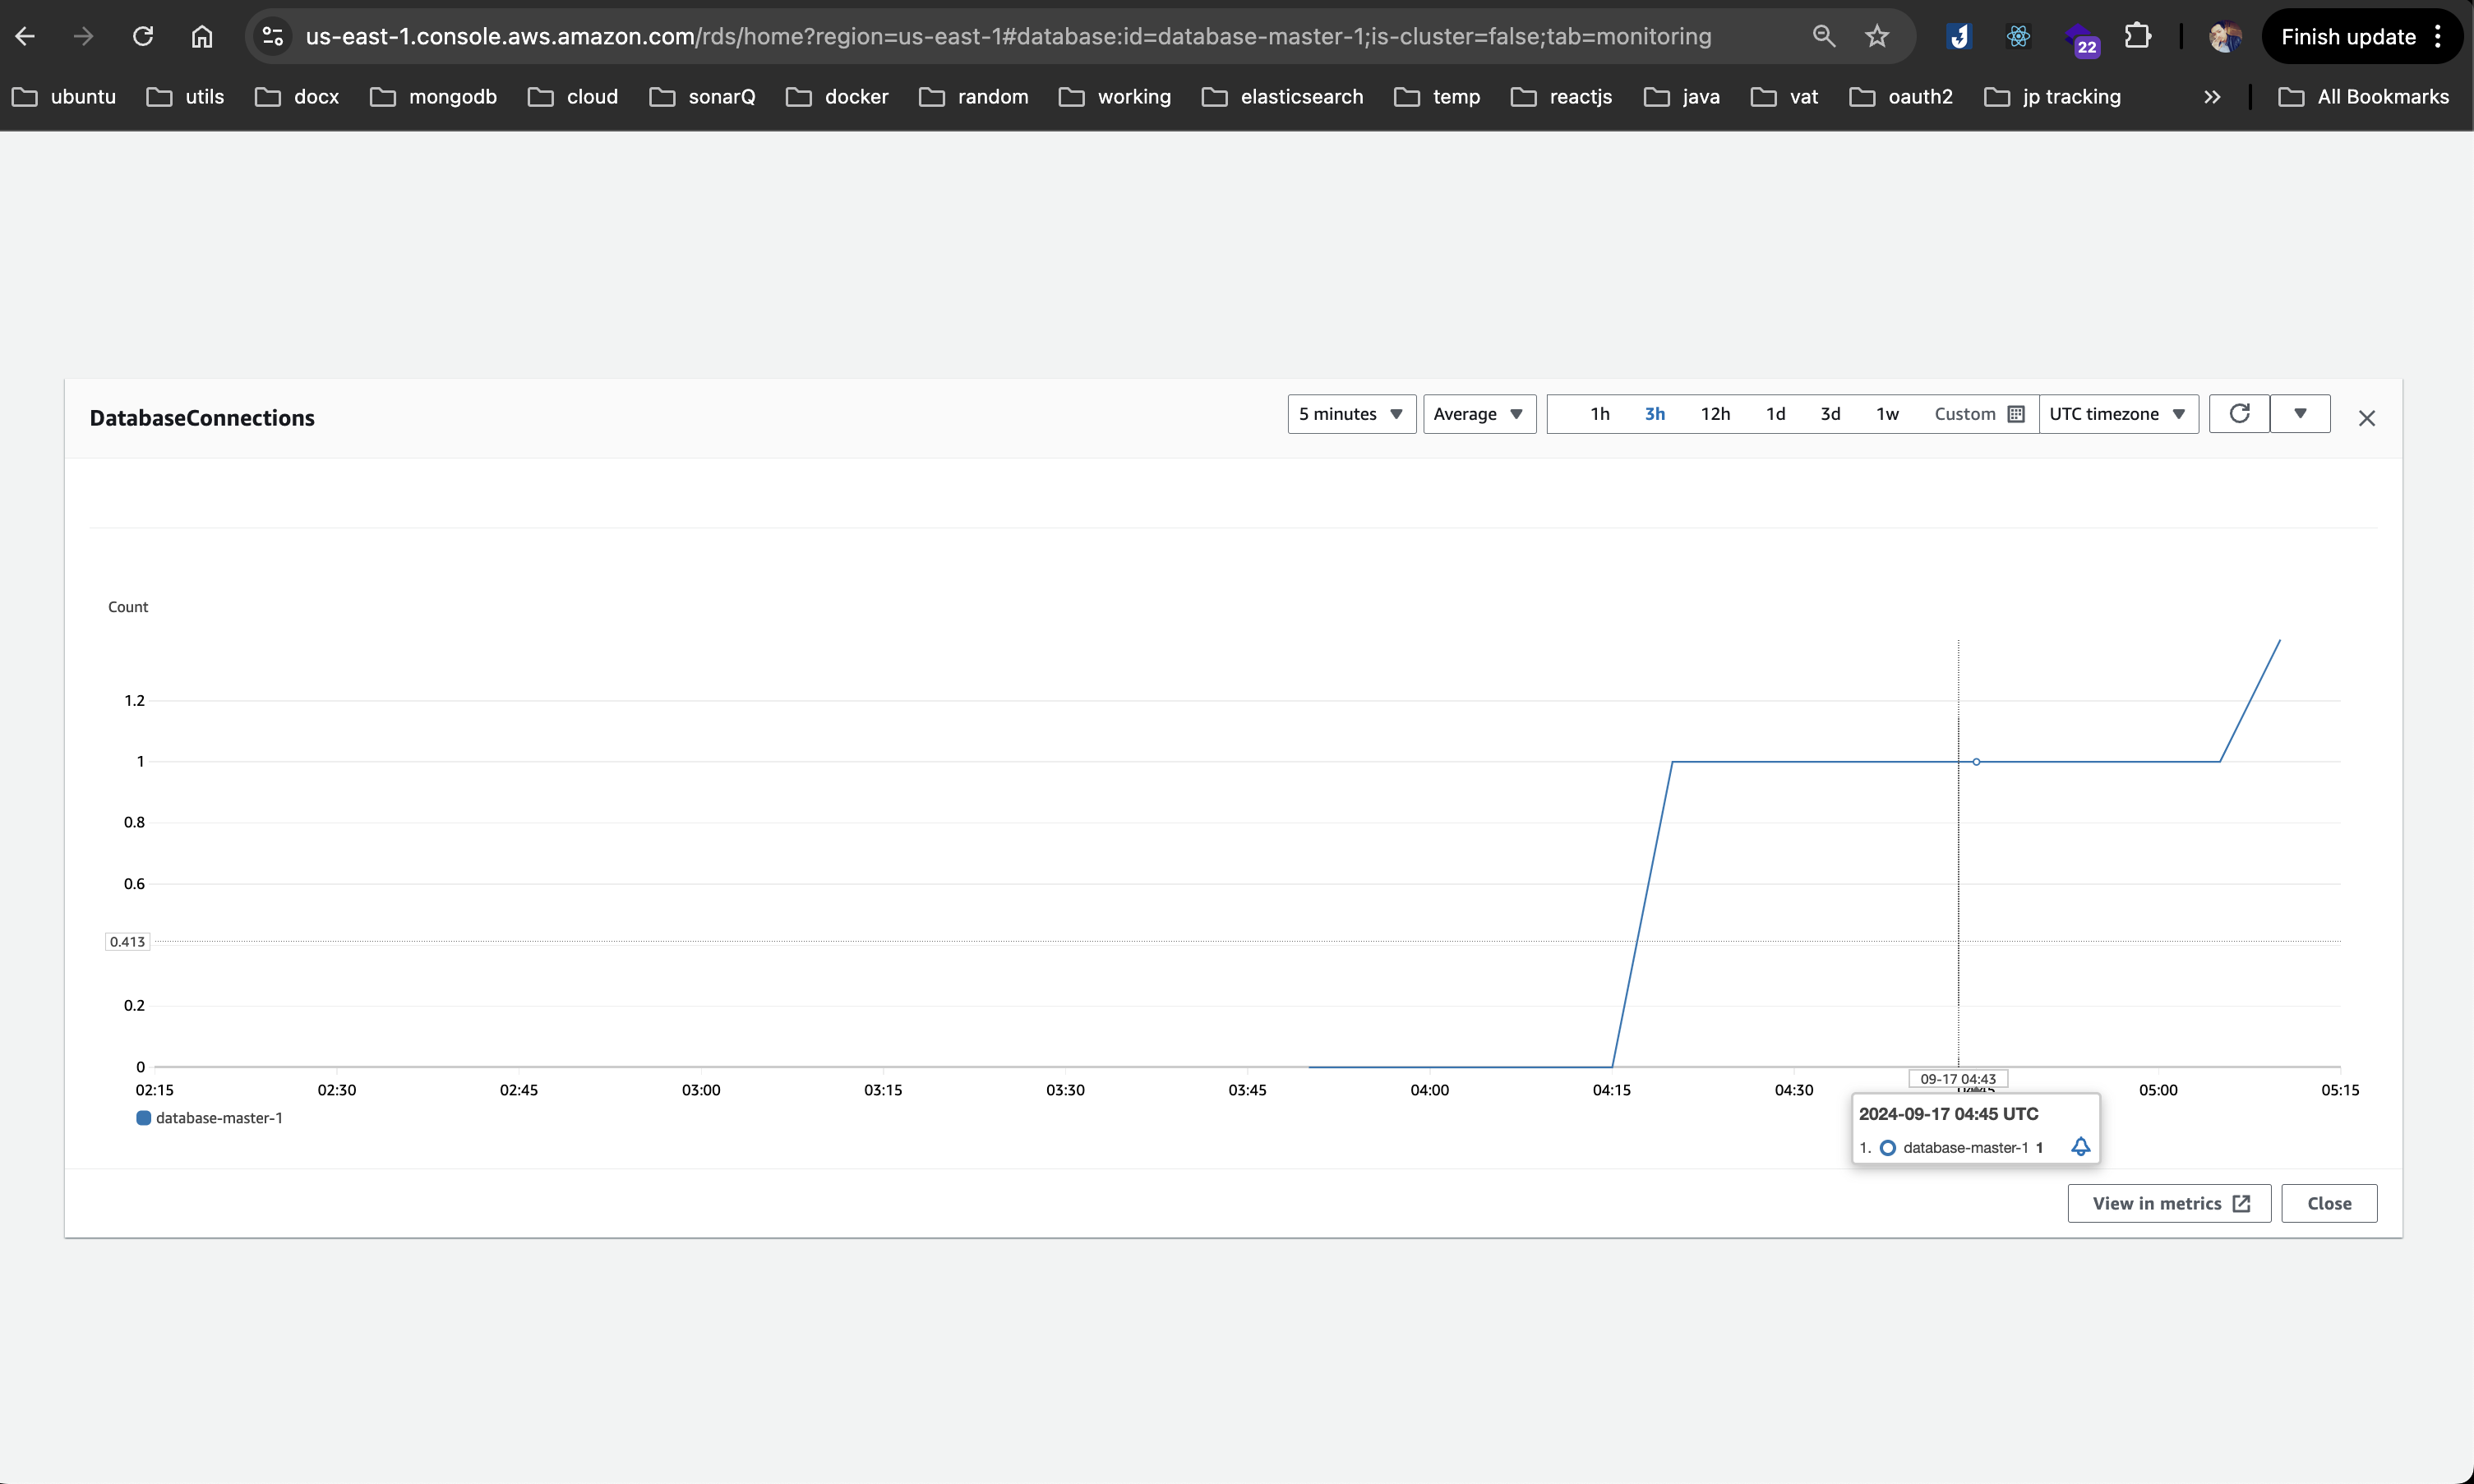 us-east-1.console.aws.amazon.com/rds/home?region=us-east-1#database:id=database-master-1;is-cluster=false;tab=monitoring
22
Finish update
ubuntu utils docx mongodb cloud sonarQ docker random working elasticsearch temp reactjs java vat oauth2 jp tracking All Bookmarks
DatabaseConnections
5 minutes Average 1h 3h 12h 1d 3d 1w Custom UTC timezone
Count
1.2
1
0.8
0.6
0.413
0.2
0
09-17 04:43
02:15 02:30 02:45 03:00 03:15 03:30 03:45 04:00 04:15 04:30 05:00 05:15
database-master-1
2024-09-17 04:45 UTC
1. database-master-1 1
View in metrics Close